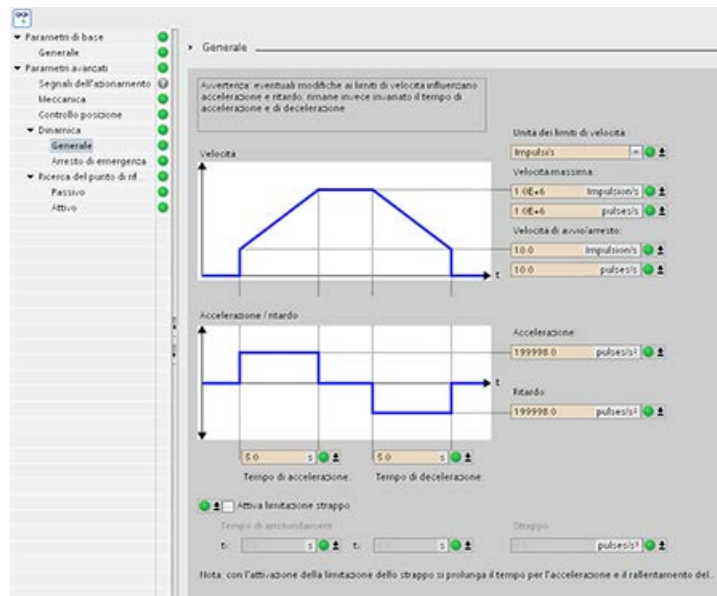 Parametri di base
Generale
Parametri avanzati
Segnali dell'azionamento
Meccanica
Controllo posizione
Dinamica
Generale
Arresto di emergenza
Ricerca del punto di rif...
Passivo
Attivo
Generale
Avvertenza: eventuali modifiche ai limiti di velocità influenzano
accelerazione e ritardo; rimane invece invariato il tempo di
accelerazione e di decelerazione
Unità dei limiti di velocità:
Impulsi/s
Velocità
Velocità massima:
1.0E+6 Impulsion/s
1.0E+6 pulses/s
Velocità di avvio/arresto:
10.0 Impulsion/s
10.0 pulses/s
t
Accelerazione / ritardo
Accelerazione:
199998.0 pulses/s²
t
Ritardo:
199998.0 pulses/s²
5.0 s
5.0 s
Tempo di accelerazione:
Tempo di decelerazione:
Attiva limitazione strappo
Tempo di arrotondament
Strappo:
s
s
pulses/s³
Nota: con l'attivazione della limitazione dello strappo si prolunga il tempo per l'accelerazione e il rallentamento del...